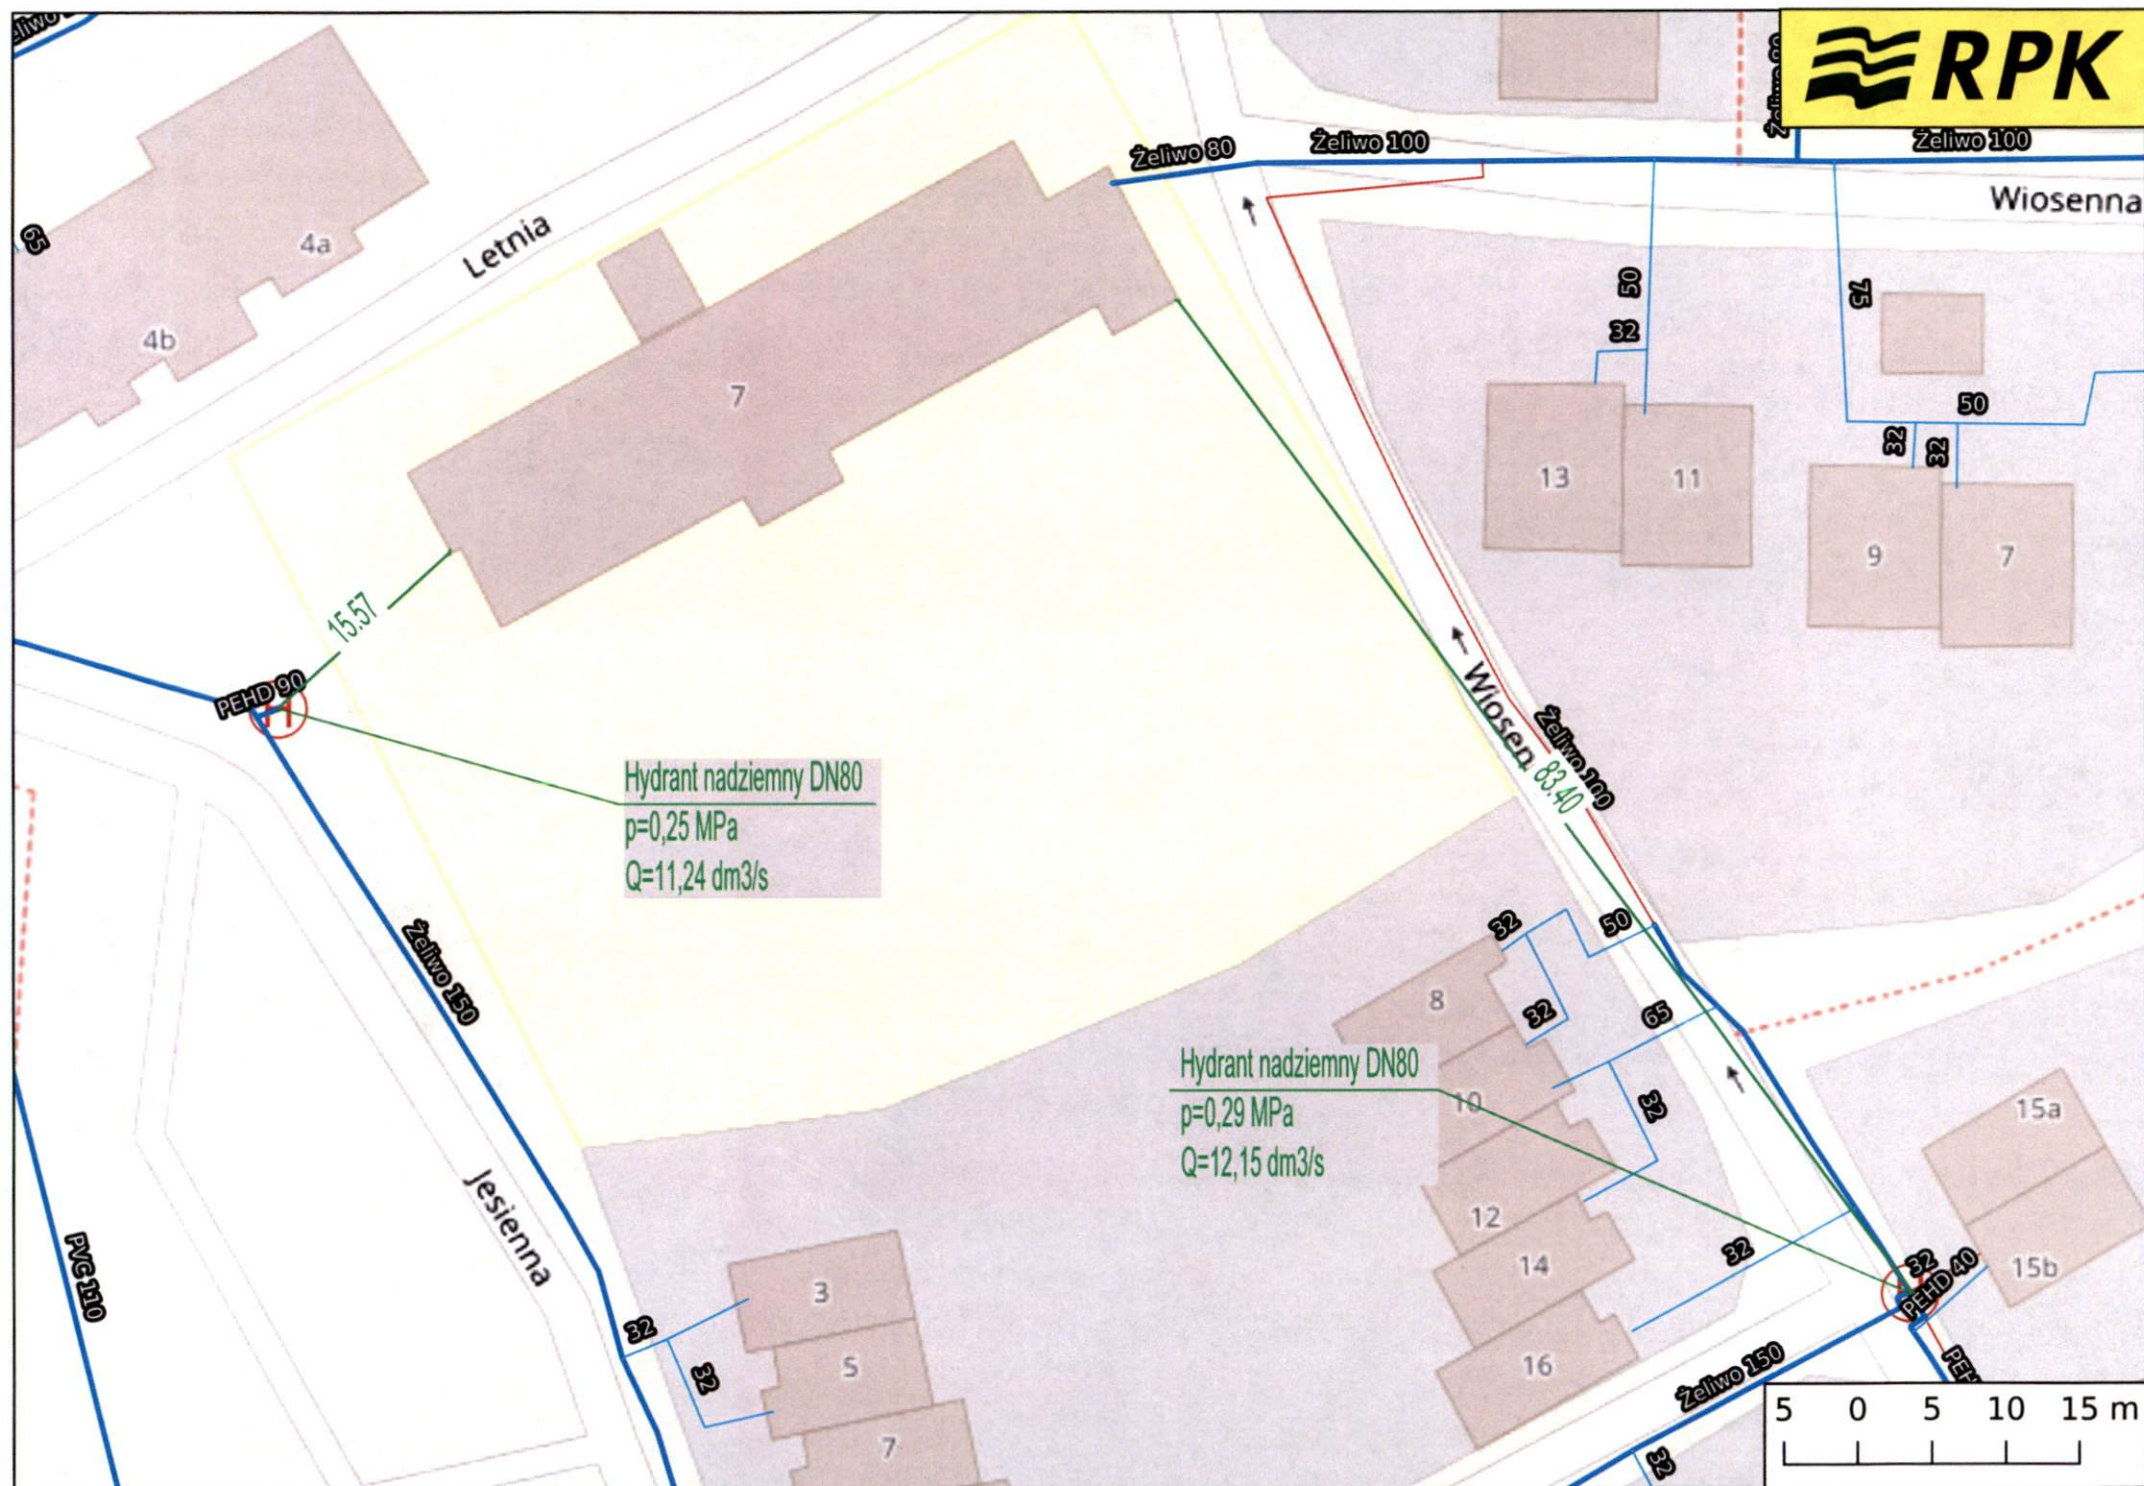 RPK
Żeliwo 80
Żeliwo 100
Żeliwo 100
Wiosenna
65
4a
Letnia
4b
7
50
32
75
50
32
32
13
11
9
7
15.57
PEHD 90
H
Hydrant nadziemny DN80
p=0,25 MPa
Q=11,24 dm3/s
Wiosen
Żeliwo 100
83.40
Żeliwo 150
32
50
8
32
65
Hydrant nadziemny DN80
p=0,29 MPa
Q=12,15 dm3/s
10
32
15a
12
Jesienna
PVC 110
32
14
32
PEHD 40
15b
3
32
5
32
16
Żeliwo 150
7
32
5 0 5 10 15 m